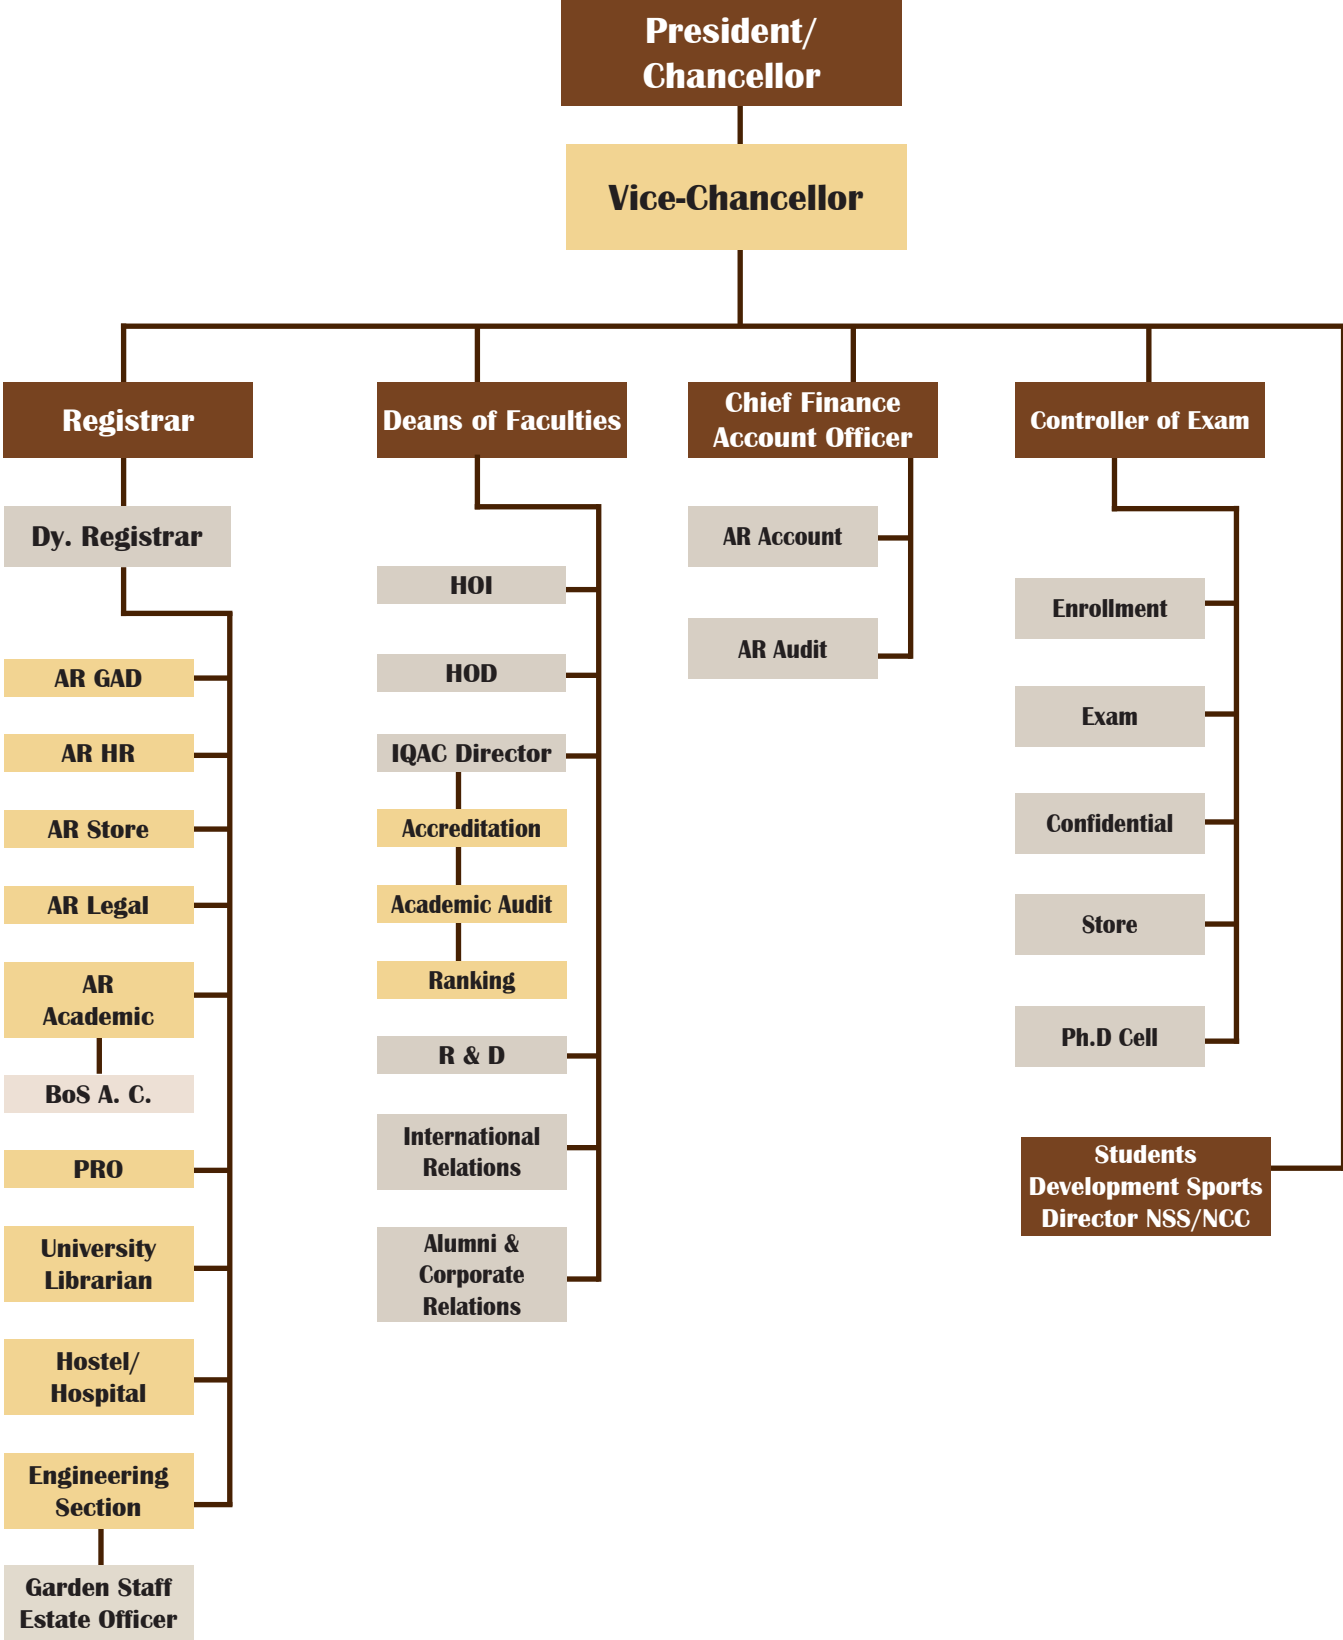 President/
Chancellor
Vice-Chancellor
Registrar
Dy. Registrar
AR GAD
AR HR
AR Store
AR Legal
AR
Academic
BoS A. C.
PRO
University
Librarian
Hostel/
Hospital
Engineering
Section
Garden Staff
Estate Officer
Deans of Faculties
HOI
HOD
IQAC Director
Accreditation
Academic Audit
Ranking
R & D
International
Relations
Alumni &
Corporate
Relations
Chief Finance
Account Officer
AR Account
AR Audit
Controller of Exam
Enrollment
Exam
Confidential
Store
Ph.D Cell
Students
Development Sports
Director NSS/NCC